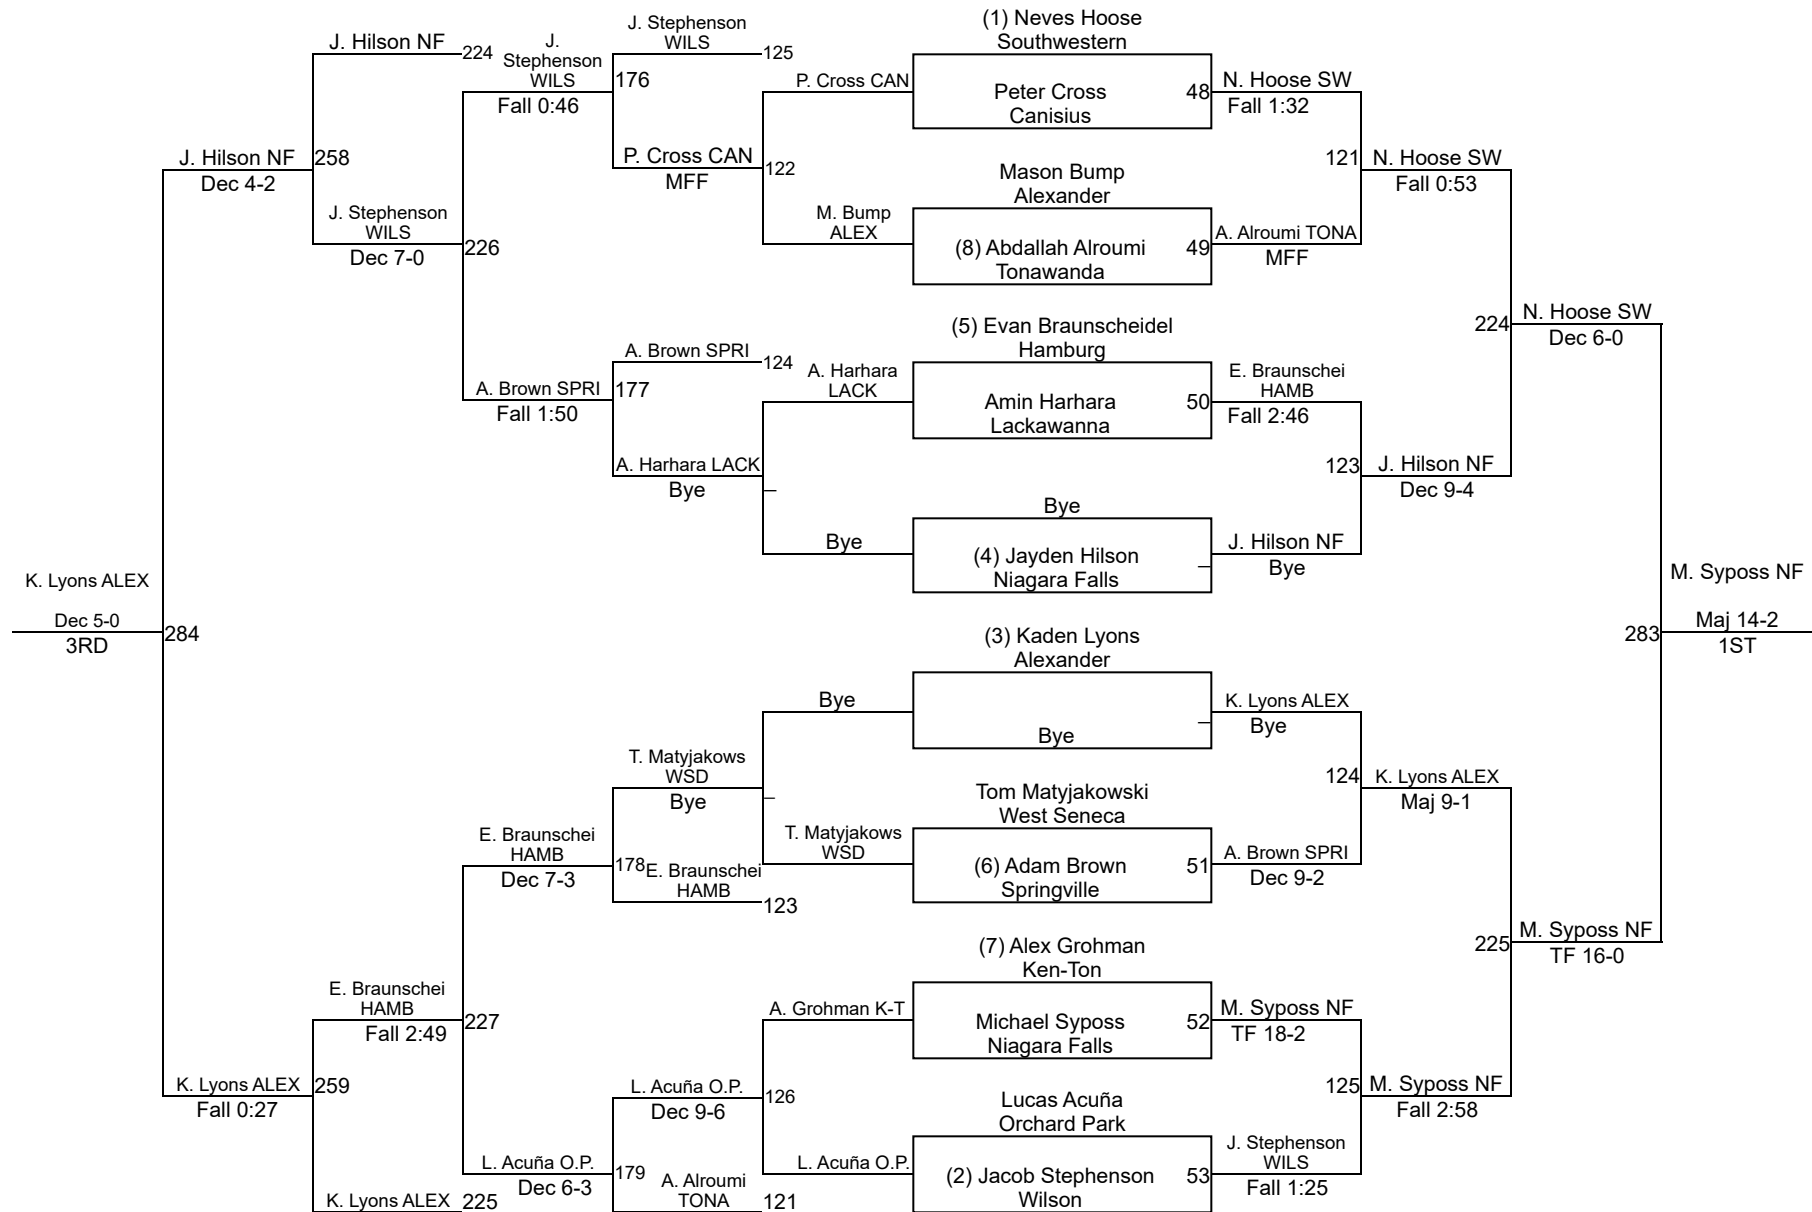 J. Hilson NF
224
J.
Stephenson
WILS
Fall 0:46
J. Stephenson
WILS
125
176
P. Cross CAN
MFF
122
P. Cross CAN
M. Bump
ALEX
(1) Neves Hoose
Southwestern
Peter Cross
Canisius
48
N. Hoose SW
Fall 1:32
Mason Bump
Alexander
(8) Abdallah Alroumi
Tonawanda
49
A. Alroumi TONA
MFF
121
N. Hoose SW
Fall 0:53
J. Hilson NF
Dec 4-2
258
J. Stephenson
WILS
Dec 7-0
226
A. Brown SPRI
124
A. Brown SPRI
Fall 1:50
177
A. Harhara LACK
Bye
_
A. Harhara
LACK
Bye
(5) Evan Braunscheidel
Hamburg
Amin Harhara
Lackawanna
50
E. Braunschei
HAMB
Fall 2:46
Bye
(4) Jayden Hilson
Niagara Falls
_
J. Hilson NF
Bye
123
J. Hilson NF
Dec 9-4
224
N. Hoose SW
Dec 6-0
K. Lyons ALEX
Dec 5-0
3RD
284
283
M. Syposs NF
Maj 14-2
1ST
(3) Kaden Lyons
Alexander
Bye
Bye
_
K. Lyons ALEX
Bye
T. Matyjakows
WSD
Bye
_
T. Matyjakows
WSD
Tom Matyjakowski
West Seneca
(6) Adam Brown
Springville
51
A. Brown SPRI
Dec 9-2
124
K. Lyons ALEX
Maj 9-1
E. Braunschei
HAMB
Dec 7-3
178
E. Braunschei
HAMB
123
225
M. Syposs NF
TF 16-0
E. Braunschei
HAMB
Fall 2:49
227
A. Grohman K-T
(7) Alex Grohman
Ken-Ton
Michael Syposs
Niagara Falls
52
M. Syposs NF
TF 18-2
K. Lyons ALEX
Fall 0:27
259
L. Acuña O.P.
Dec 9-6
126
Lucas Acuña
Orchard Park
(2) Jacob Stephenson
Wilson
53
J. Stephenson
WILS
Fall 1:25
125
M. Syposs NF
Fall 2:58
L. Acuña O.P.
L. Acuña O.P.
Dec 6-3
179
A. Alroumi
TONA
121
K. Lyons ALEX
225